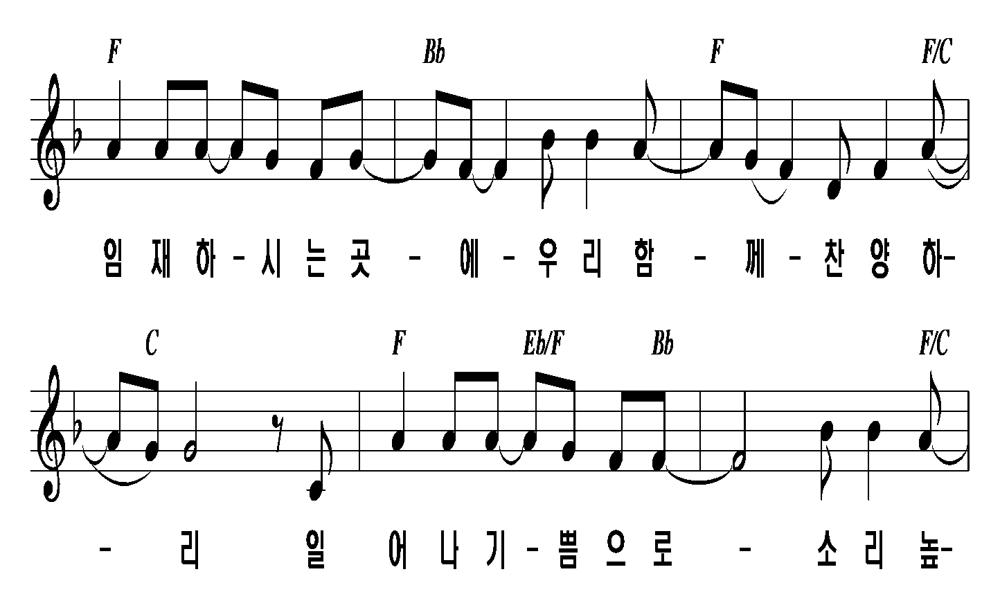 F Bb F F/C
임 재 하 - 시 는 곳 - 에 - 우 리 함 - 께 - 찬 양 하-
C F Eb/F Bb F/C
- 리 일 어 나 기 - 쁨 으 로 - 소 리 높-